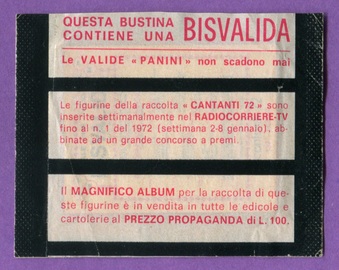 QUESTA BUSTINA
CONTIENE UNA BISVALIDA
Le VALIDE « PANINI » non scadono mai
Le figurine della raccolta « CANTANTI 72 » sono
inserite settimanalmente nel RADIOCORRIERE-TV
fino al n. 1 del 1972 (settimana 2-8 gennaio), ab-
binate ad un grande concorso a premi.
Il MAGNIFICO ALBUM per la raccolta di que-
ste figurine è in vendita in tutte le edicole e
cartolerie al PREZZO PROPAGANDA di L. 100.